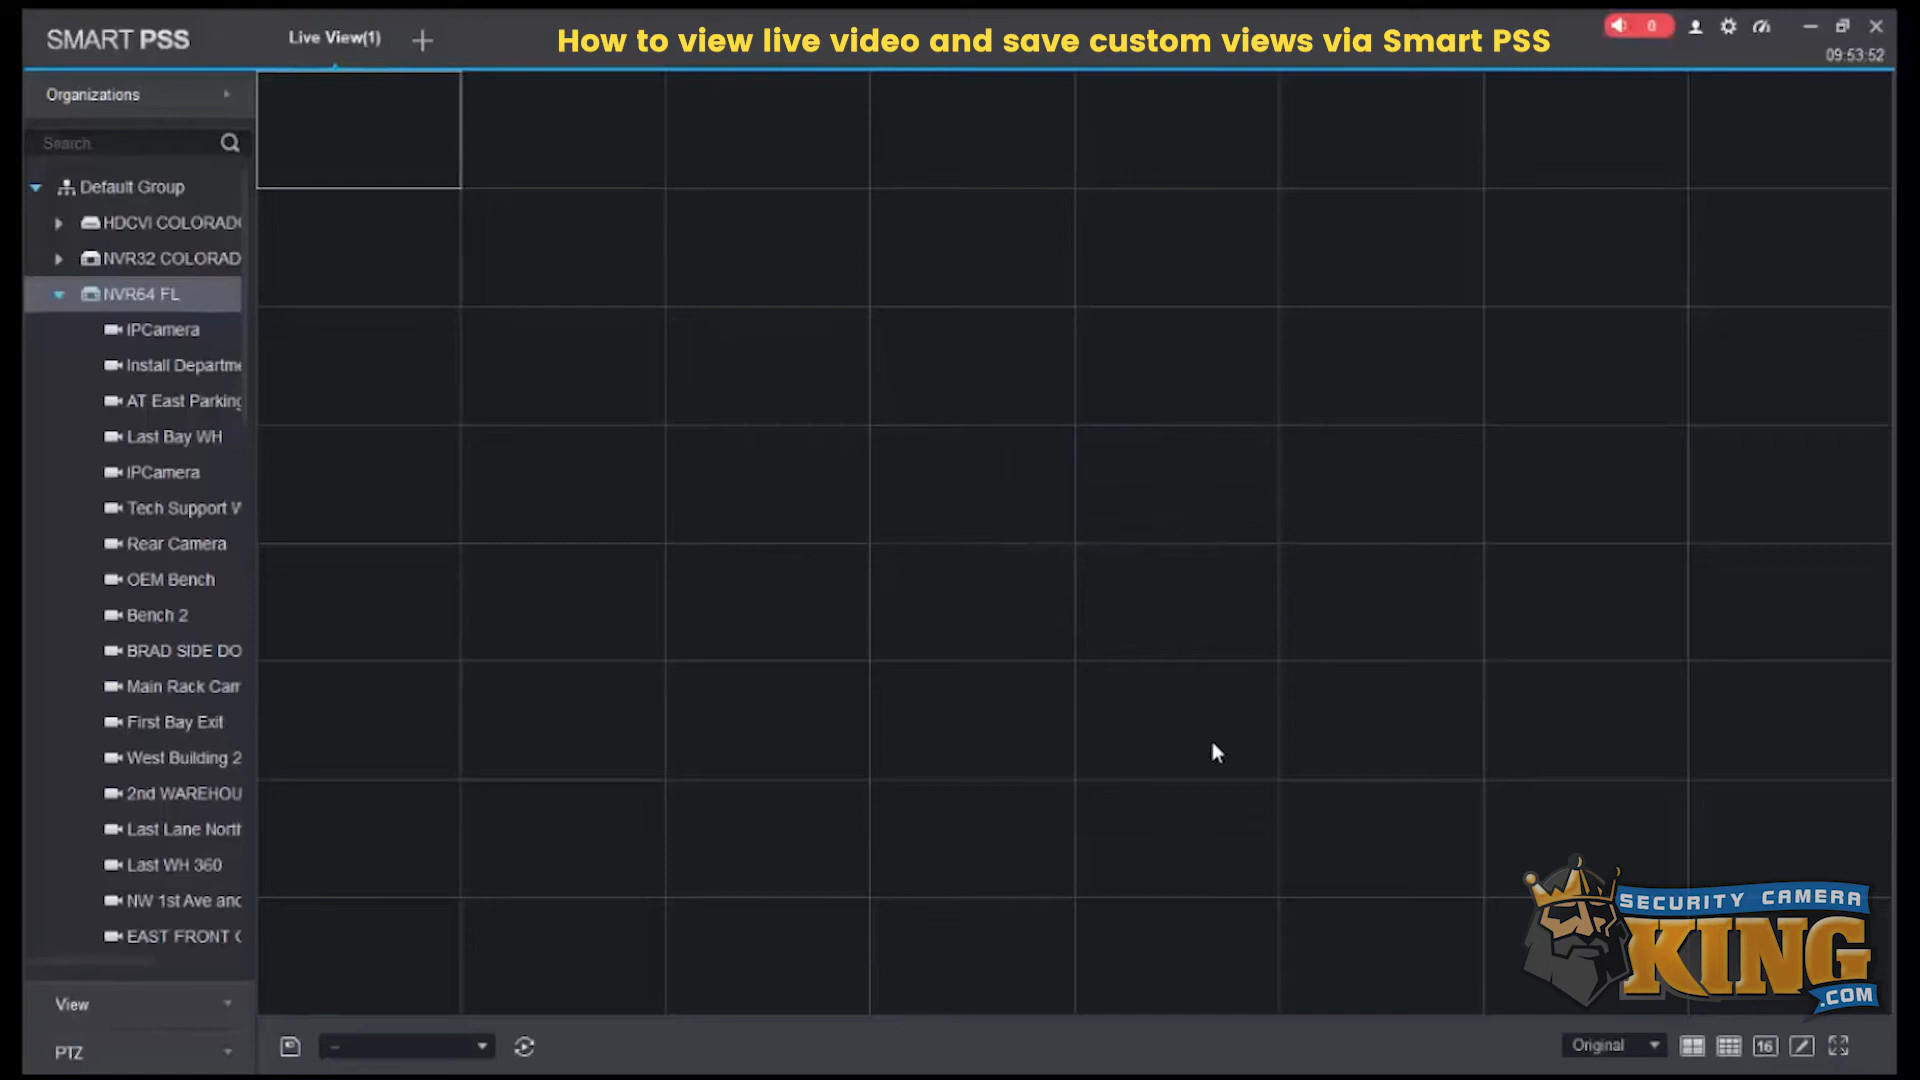 SMART PSS
Live View(1)
How to view live video and save custom views via Smart PSS
0
09:53:52
Organizations
Search
Default Group
HDCVI COLORAD
NVR32 COLORAD
NVR64 FL
IPCamera
Install Departme
AT East Parking
Last Bay WH
IPCamera
Tech Support W
Rear Camera
OEM Bench
Bench 2
BRAD SIDE DO
Main Rack Cam
First Bay Exit
West Building 2
2nd WAREHOU
Last Lane North
Last WH 360
NW 1st Ave and
EAST FRONT
View
PTZ
--
Original
16
SECURITY CAMERA
KING
.COM